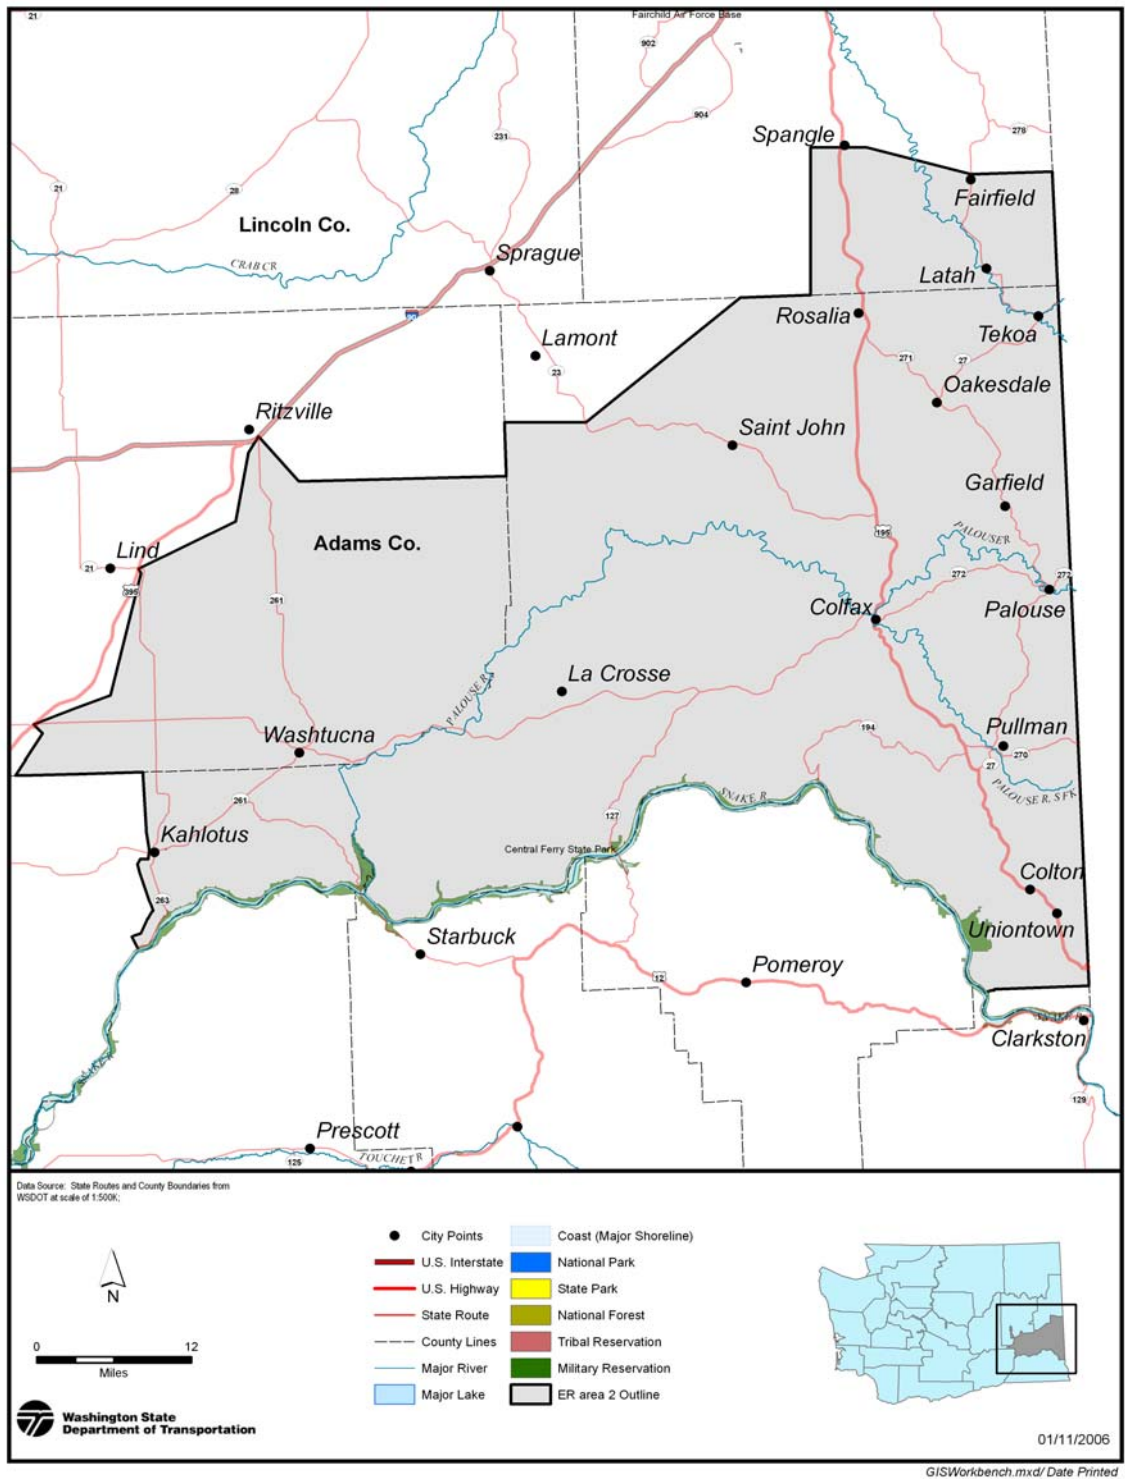 Fairchild Air Force Base
21
902
904
231
278
Spangle
21
28
Fairfield
Lincoln Co.
Sprague
CRAB CR
Latah
90
Rosalia
Tekoa
Lamont
271
27
23
Oakesdale
Ritzville
Saint John
Garfield
195
PALOUSE R
Adams Co.
Lind
21
395
272
272
261
Colfax
Palouse
La Crosse
PALOUSE R
194
Pullman
Washtucna
27
270
PALOUSE R, S FK
SNAKE R
261
127
Kahlotus
Central Ferry State Park
Colton
263
Uniontown
Starbuck
Pomeroy
12
SNAKE R
Clarkston
SNAKE R
129
Prescott
125
TOUCHET R
Data Source: State Routes and County Boundaries from
WSDOT at scale of 1:500K;
N
0 12
Miles
City Points
U.S. Interstate
U.S. Highway
State Route
County Lines
Major River
Major Lake
Coast (Major Shoreline)
National Park
State Park
National Forest
Tribal Reservation
Military Reservation
ER area 2 Outline
Washington State
Department of Transportation
01/11/2006
GISWorkbench.mxd/ Date Printed